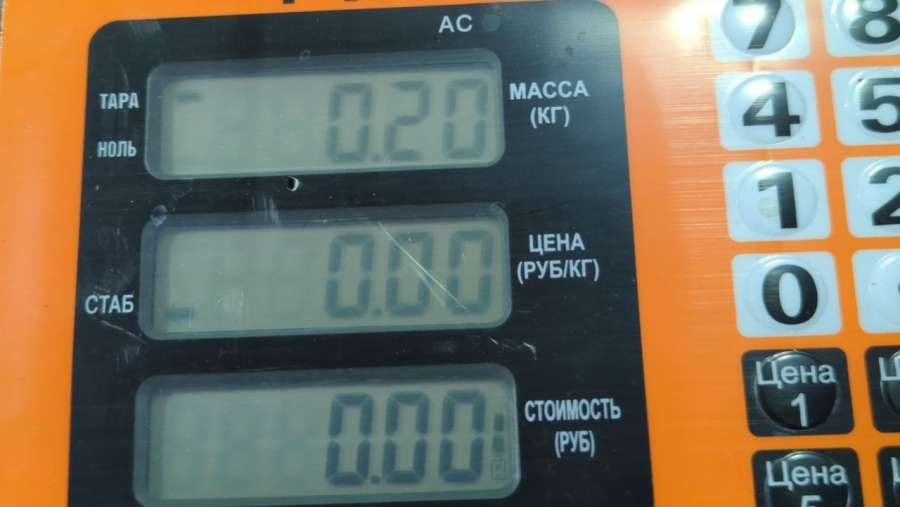 AC
ТАРА
НОЛЬ
0.20
МАССА
(КГ)
СТАБ
0.00
ЦЕНА
(РУБ/КГ)
0.00
СТОИМОСТЬ
(РУБ)
7 8
4 5
1 2
0
Цена
1
Цена